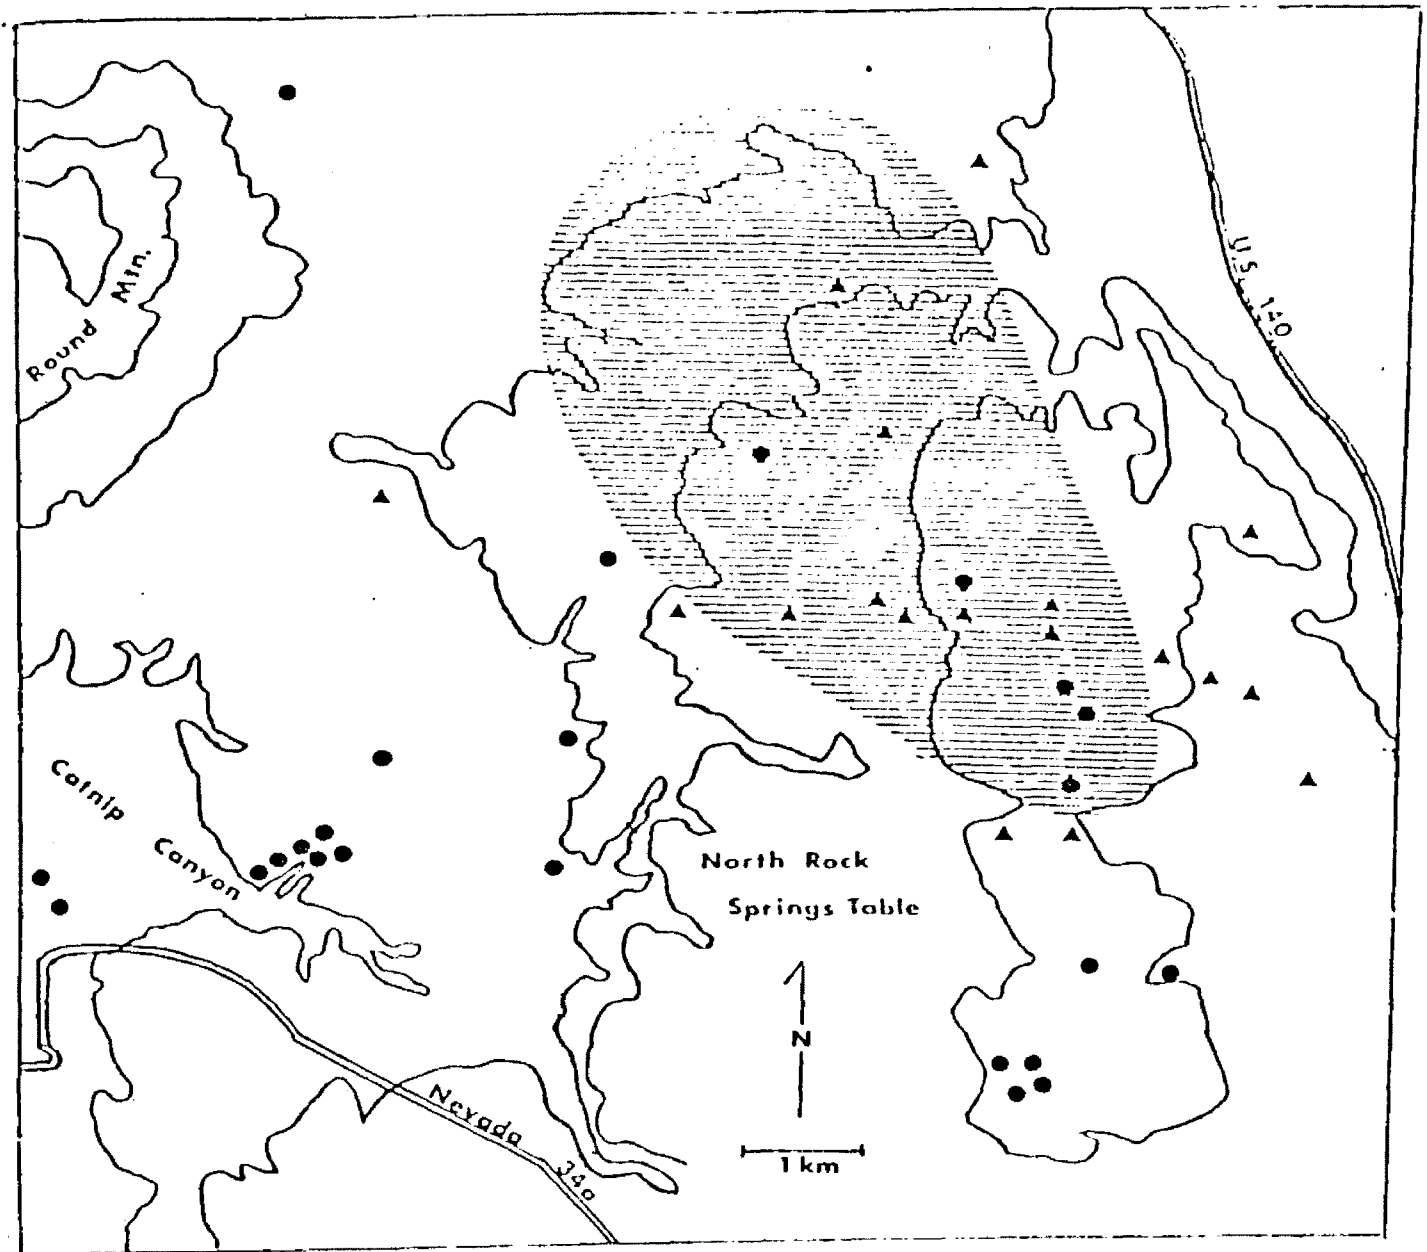 U.S. 140
Round Mtn.
Catnip
Canyon
North Rock
Springs Table
N
1 km
Nevada 34a